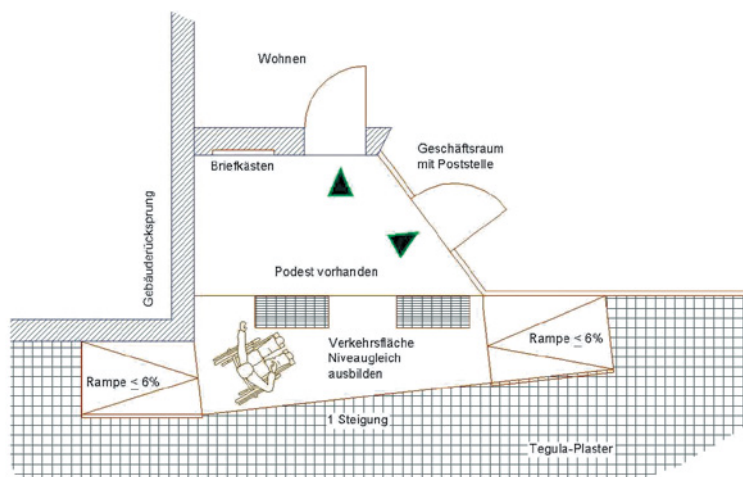 Wohnen
Geschäftsraum
mit Poststelle
Briefkästen
Gebäuderücksprung
Podest vorhanden
Verkehrsfläche
Niveaugleich
ausbilden
Rampe ≤ 6%
Rampe ≤ 6%
1 Steigung
Tegula-Plaster